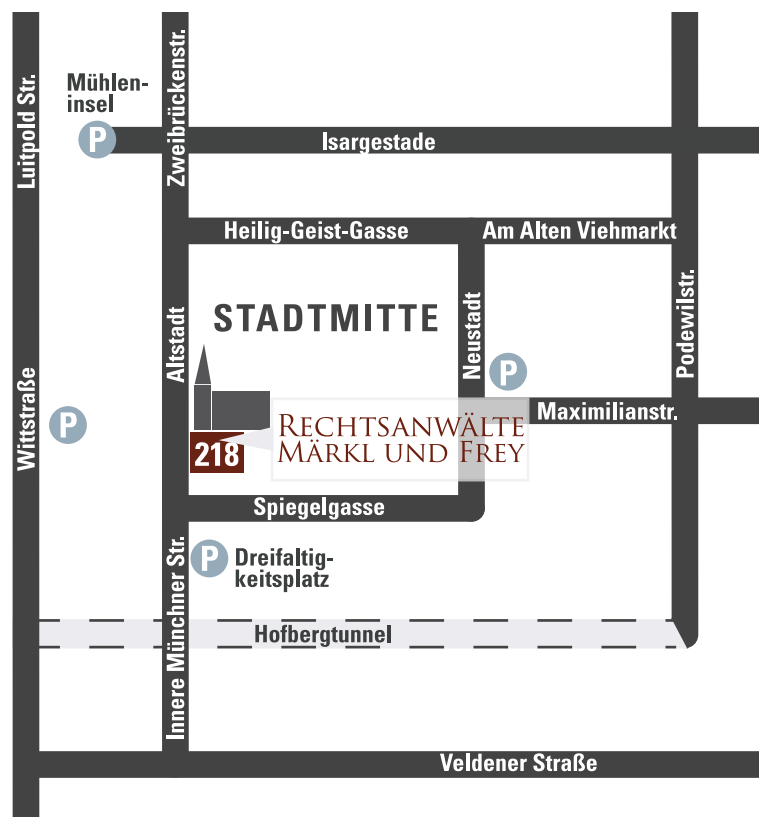 Luitpold Str.
Zweibrückenstr.
Mühlen-
insel
P
Isargestade
Heilig-Geist-Gasse
Am Alten Viehmarkt
STADTMITTE
Altstadt
Neustadt
Podewilstr.
P
Wittstraße
P
Maximilianstr.
RECHTSANWÄLTE
MÄRKL UND FREY
218
Spiegelgasse
P
Dreifaltig-
keitsplatz
Innere Münchner Str.
Hofbergtunnel
Veldener Straße